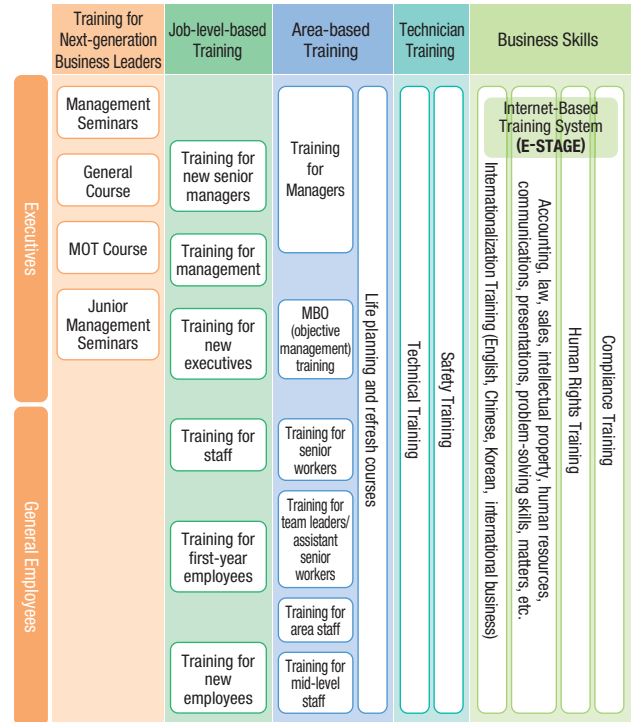 Training for
Next-generation
Business Leaders
Job-level-based
Training
Area-based
Training
Technician
Training
Business Skills
Executives
General Employees
Management
Seminars
General
Course
MOT Course
Junior
Management
Seminars
Training for
new senior
managers
Training for
management
Training for
new
executives
Training for
staff
Training for
first-year
employees
Training for
new
employees
Training
for
Managers
MBO
(objective
management)
training
Training for
senior
workers
Training for
team leaders/
assistant
senior
workers
Training for
area staff
Training for
mid-level
staff
Life planning and refresh courses
Technical Training
Safety Training
Internet-Based
Training System
(E-STAGE)
Internationalization Training (English, Chinese, Korean, international business)
Accounting, law, sales, intellectual property, human resources,
communications, presentations, problem-solving skills, matters, etc.
Human Rights Training
Compliance Training